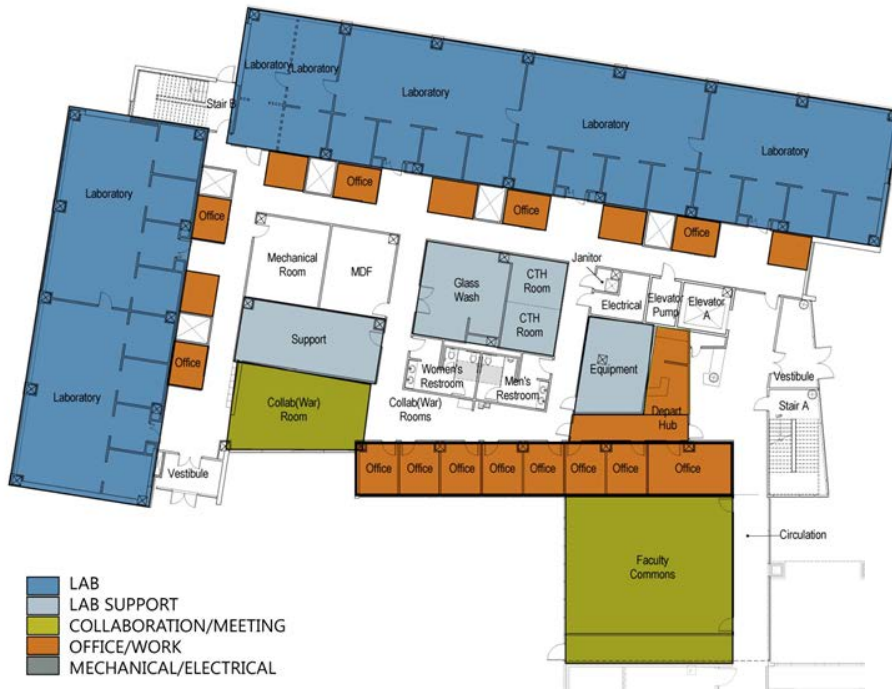 Laboratory
Laboratory
Laboratory
Laboratory
Laboratory
Stair B
Laboratory
Office
Office
Office
Office
Mechanical
Room
MDF
Glass
Wash
CTH
Room
CTH
Room
Janitor
Electrical
Elevator
Pump
Elevator
A
Support
Office
Women's
Restroom
Men's
Restroom
Equipment
Depart
Hub
Vestibule
Stair A
Laboratory
Collab(War)
Room
Collab(War)
Rooms
Vestibule
Office
Office
Office
Office
Office
Office
Office
Office
Circulation
Faculty
Commons
LAB
LAB SUPPORT
COLLABORATION/MEETING
OFFICE/WORK
MECHANICAL/ELECTRICAL